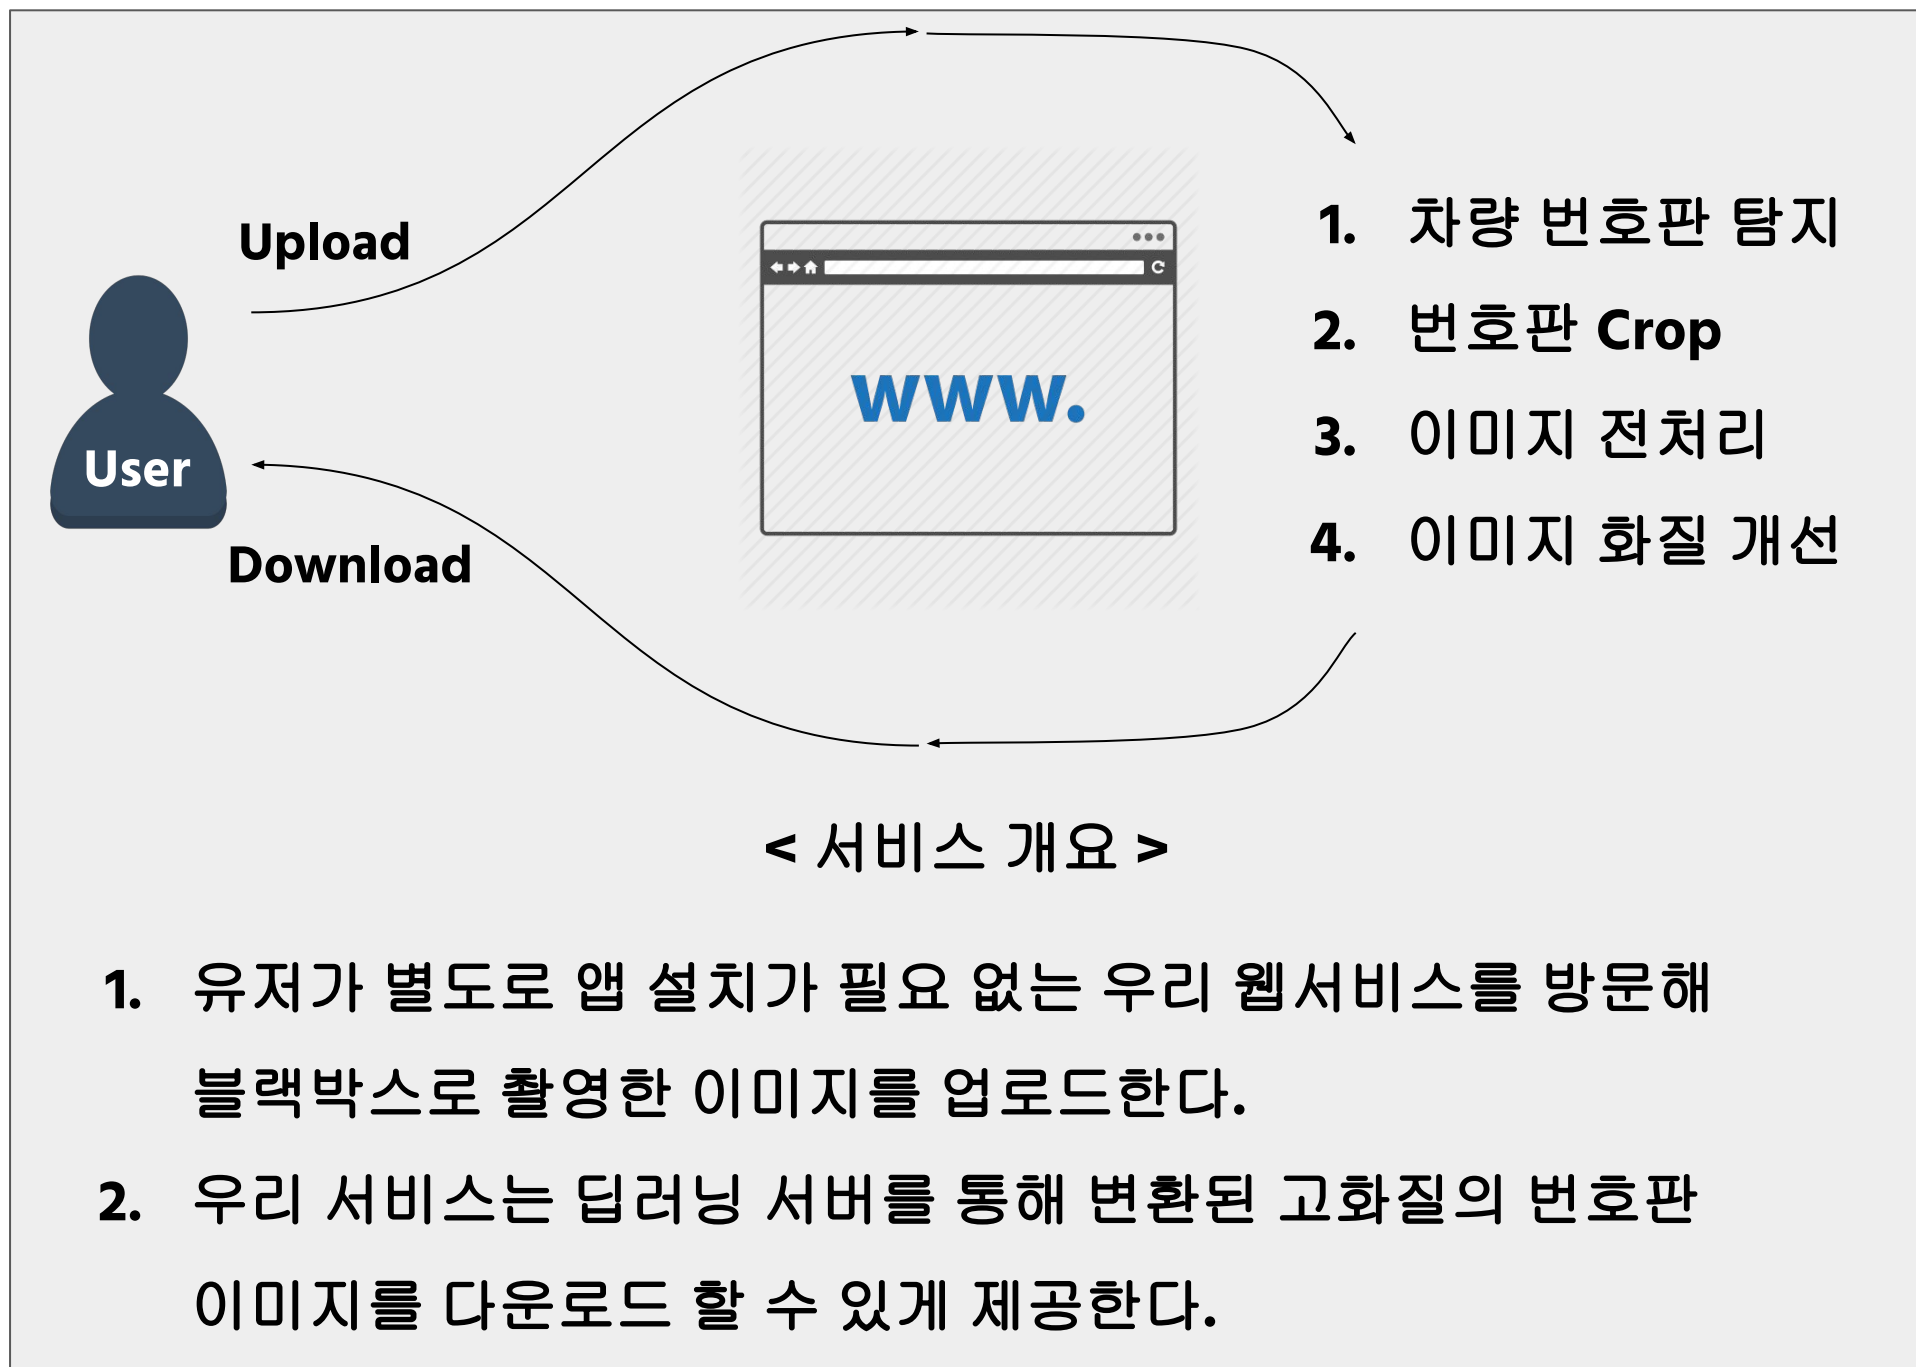 Upload
User
Download
www.
1. 차량 번호판 탐지
2. 번호판 Crop
3. 이미지 전처리
4. 이미지 화질 개선
< 서비스 개요 >
1. 유저가 별도로 앱 설치가 필요 없는 우리 웹서비스를 방문해
블랙박스로 촬영한 이미지를 업로드한다.
2. 우리 서비스는 딥러닝 서버를 통해 변환된 고화질의 번호판
이미지를 다운로드 할 수 있게 제공한다.